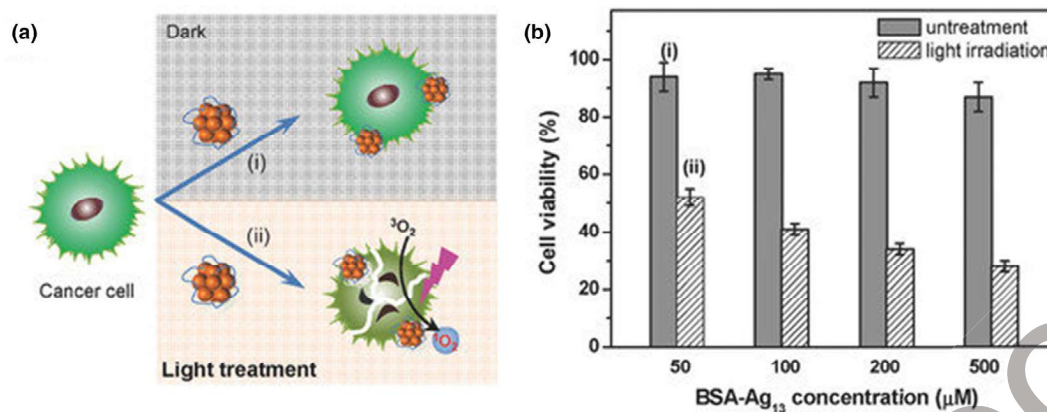 (a)
Dark
(i)
(ii)
³O₂
¹O₂
Cancer cell
Light treatment
(b)
untreatment
light irradiation
(i)
(ii)
Cell viability (%)
100
80
60
40
20
0
50 100 200 500
BSA-Ag₁₃ concentration (μM)